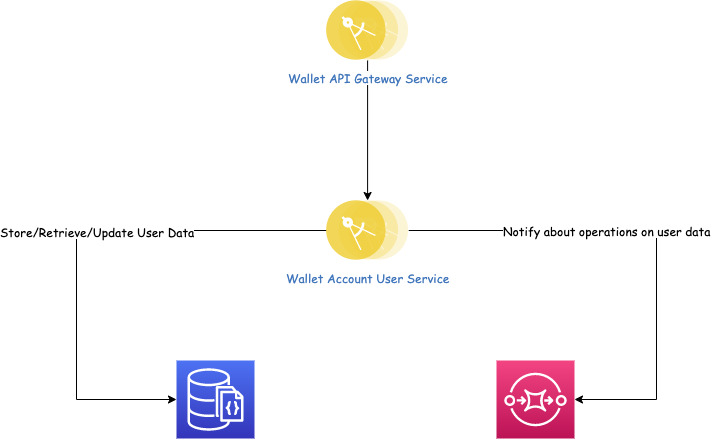 Wallet API Gateway Service
Store/Retrieve/Update User Data
Notify about operations on user data
Wallet Account User Service